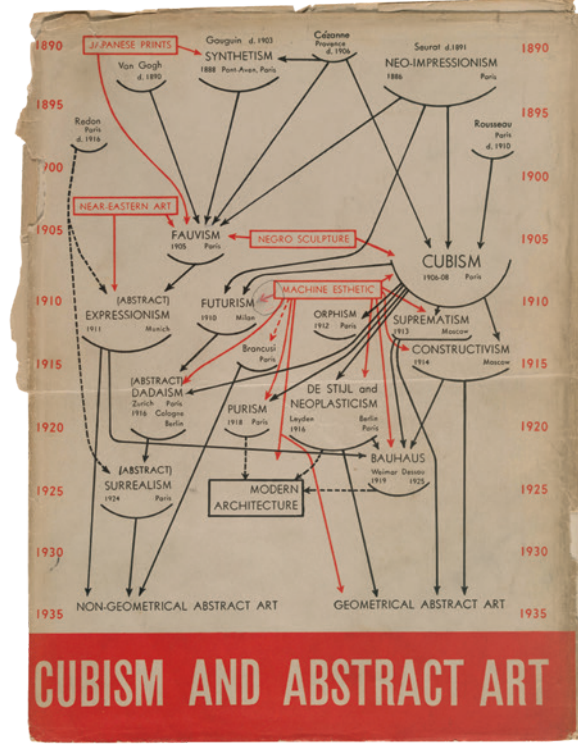 1890
JAPANESE PRINTS
Gauguin d. 1903
SYNTHETISM
1888 Pont-Aven, Paris
Cézanne
Provence
d. 1906
Seurat d.1891
NEO-IMPRESSIONISM
1886 Paris
1890
Van Gogh
d. 1890
1895
1895
Redon
Paris
d. 1916
Rousseau
Paris
d. 1910
900
1900
NEAR-EASTERN ART
1905
FAUVISM
1905 Paris
NEGRO SCULPTURE
1905
CUBISM
1906-08 Paris
MACHINE ESTHETIC
1910
(ABSTRACT)
EXPRESSIONISM
1911 Munich
FUTURISM
1910 Milan
ORPHISM
1912 Paris
SUPREMATISM
1913 Moscow
1910
Brancusi
Paris
CONSTRUCTIVISM
1914 Moscow
1915
1915
(ABSTRACT)
DADAISM
Zurich Paris
1916 Cologne
Berlin
PURISM
1918 Paris
DE STIJL and
NEOPLASTICISM
Leyden Berlin
1916 Paris
1920
1920
BAUHAUS
Weimar Dessau
1919 1925
(ABSTRACT)
SURREALISM
1924 Paris
MODERN
ARCHITECTURE
1925
1925
1930
1930
1935
NON-GEOMETRICAL ABSTRACT ART
GEOMETRICAL ABSTRACT ART
1935
CUBISM AND ABSTRACT ART